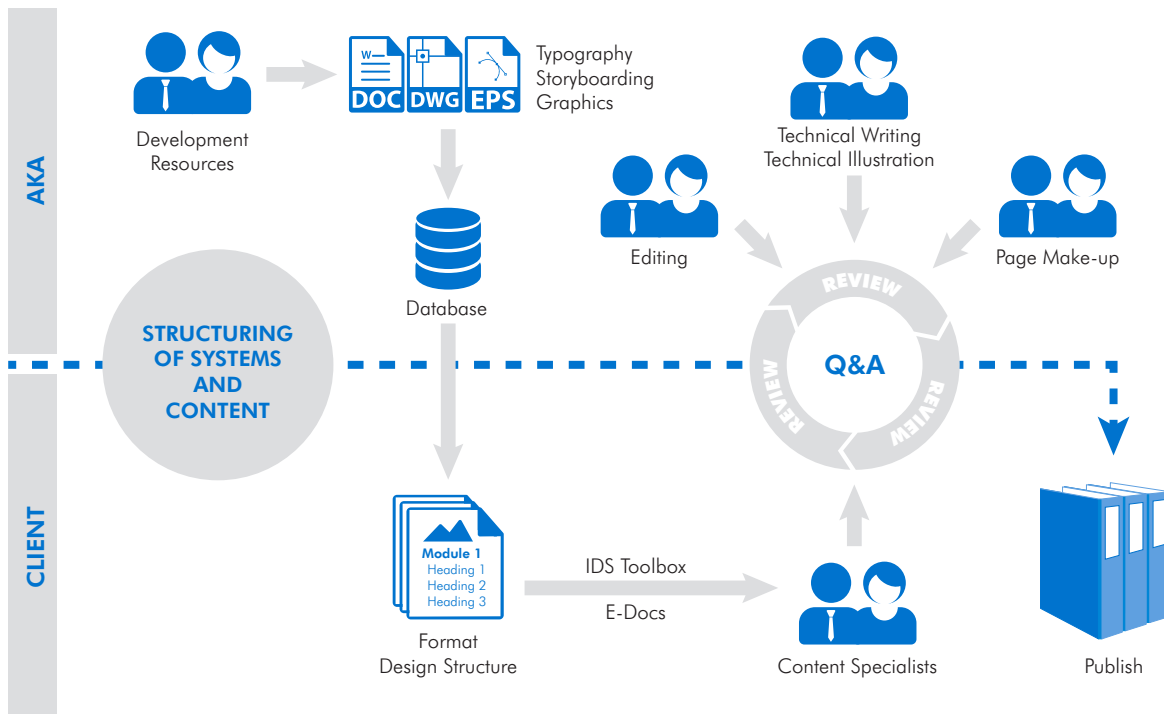 AKA
CLIENT
Development
Resources
W
DOC
DWG
EPS
Typography
Storyboarding
Graphics
Database
STRUCTURING
OF SYSTEMS
AND
CONTENT
Module 1
Heading 1
Heading 2
Heading 3
Format
Design Structure
IDS Toolbox
E-Docs
Editing
Technical Writing
Technical Illustration
Page Make-up
REVIEW
REVIEW
REVIEW
Q&A
Content Specialists
Publish